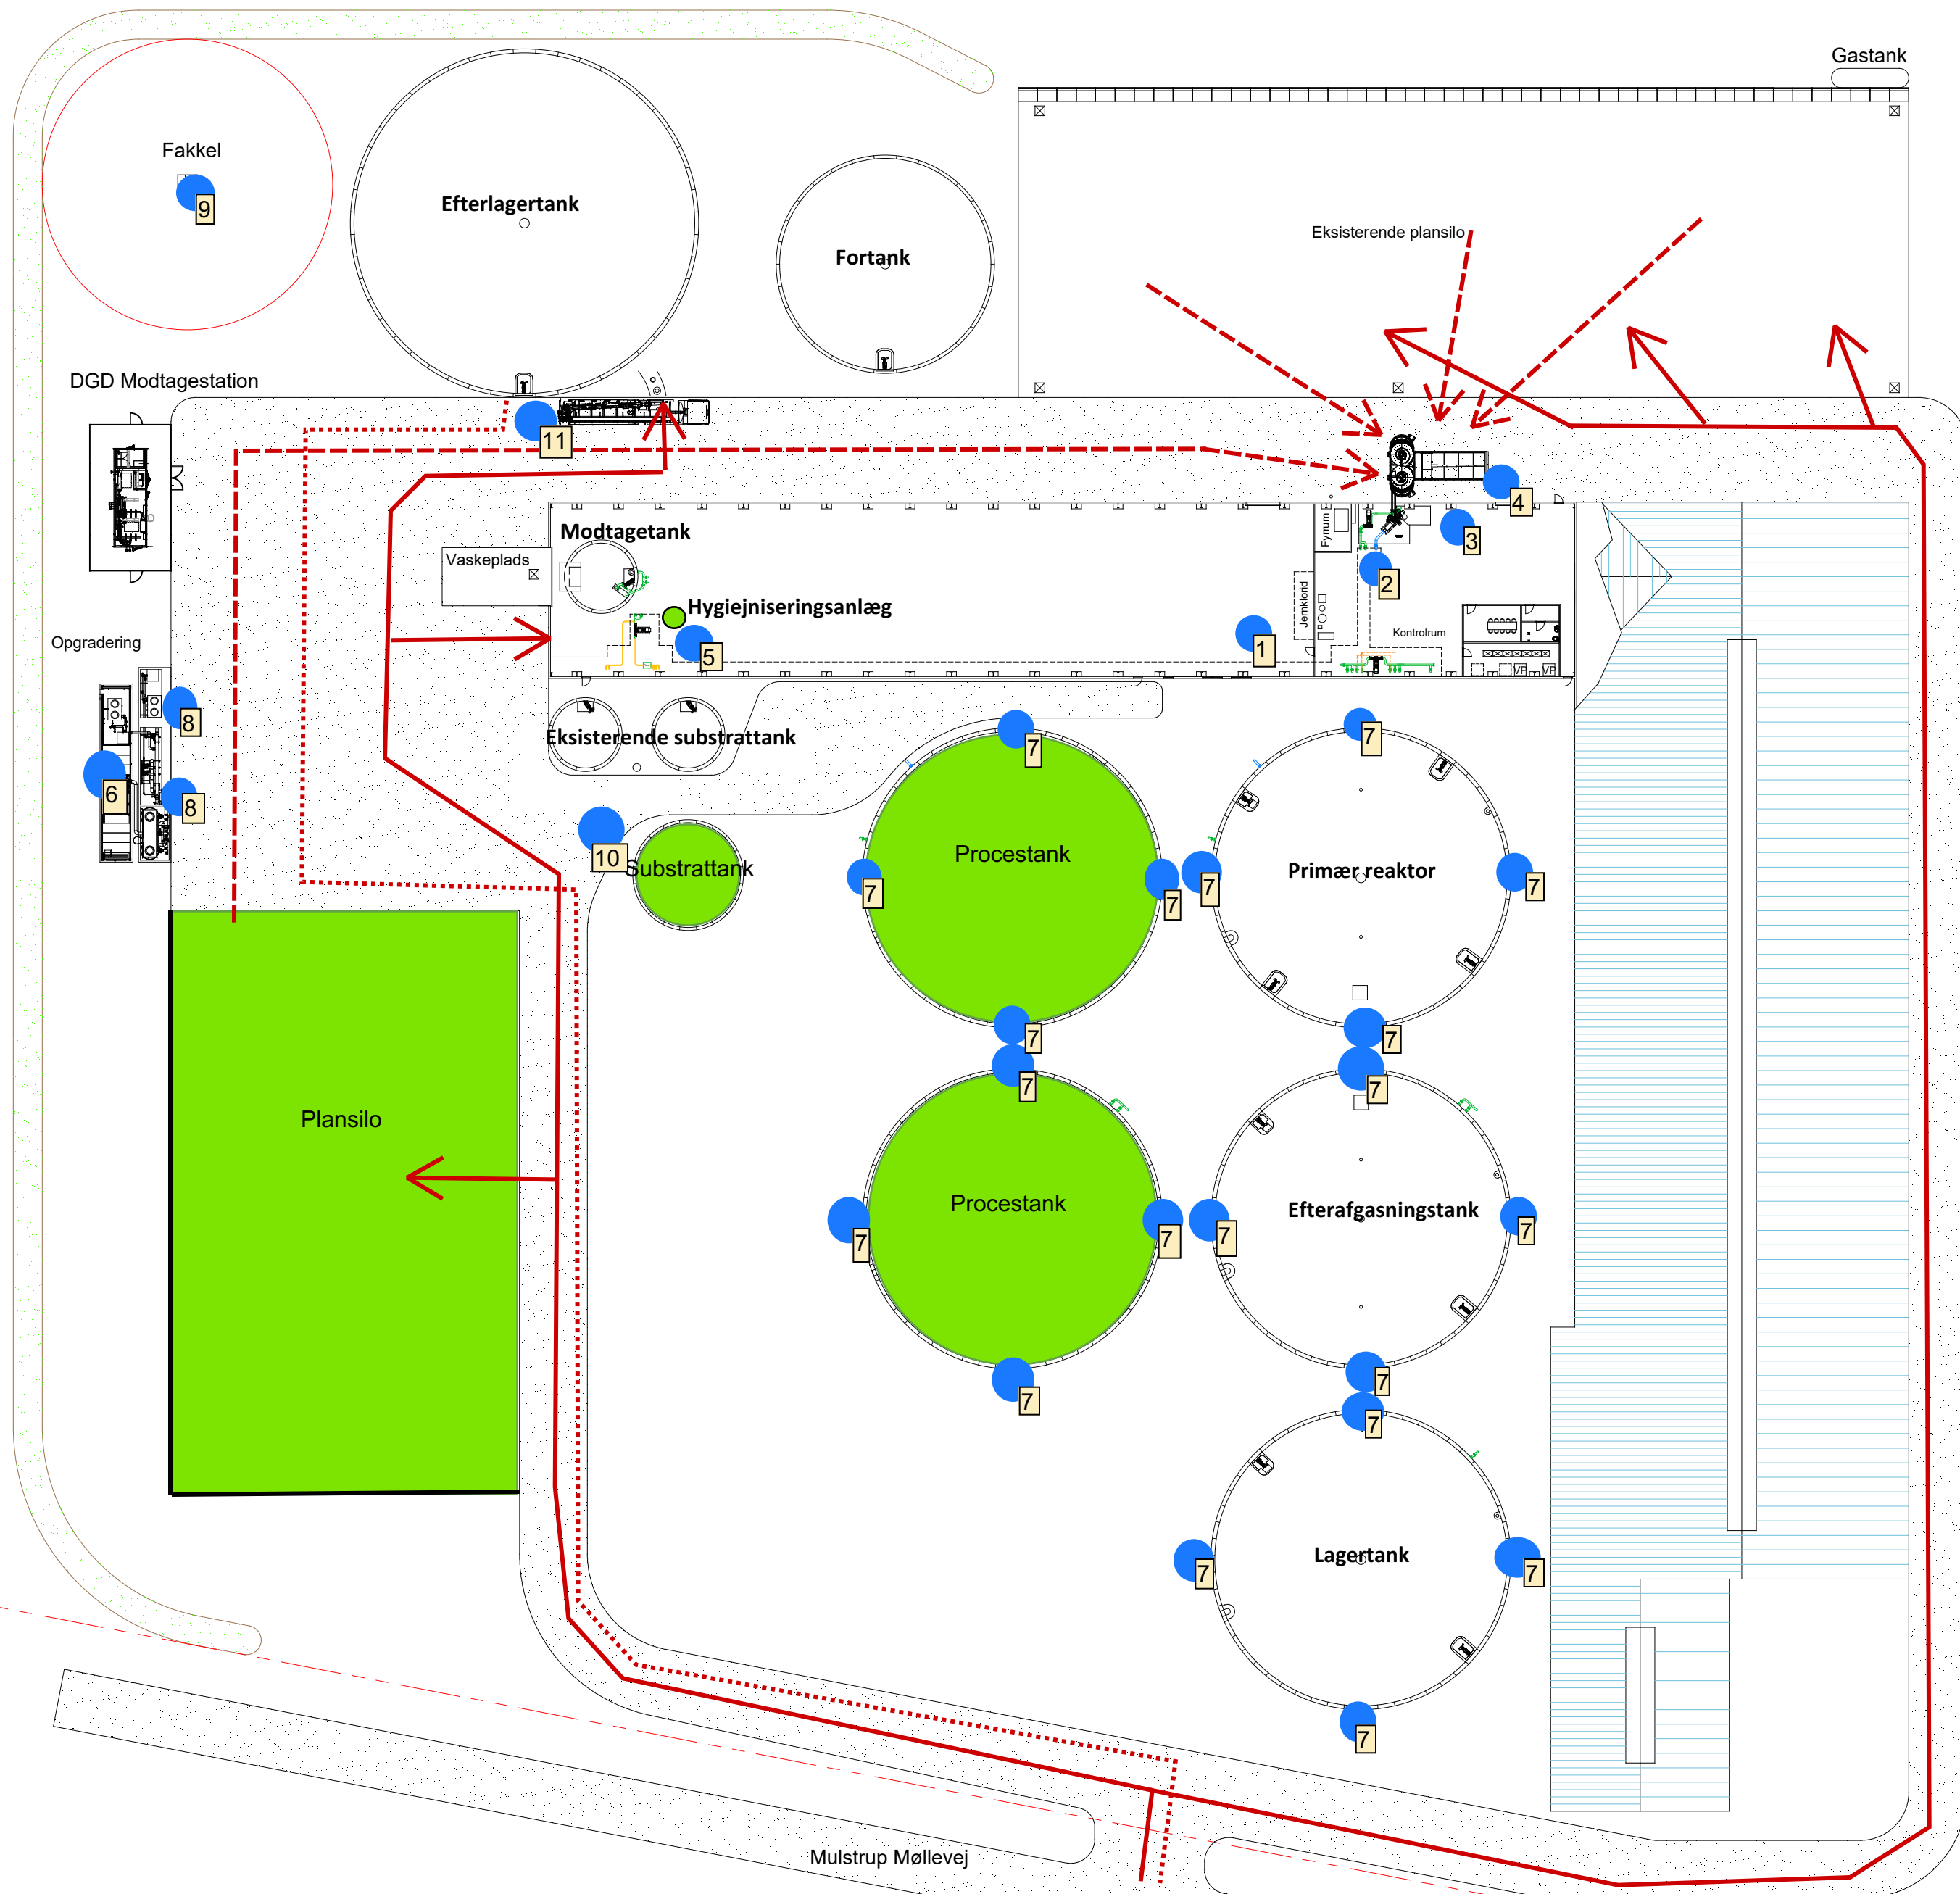 Gastank
Fakkel
9
Efterlagertank
Fortank
Eksisterende plansilo
DGD Modtagestation
11
4
Modtagetank
Fyrrum
3
Vaskeplads
2
Hygiejniseringsanlæg
Jernklorid
Kontrolrum
1
5
Opgradering
VP
VP
8
7
7
Eksisterende substrattank
6
8
10
Substrattank
Procestank
Primær reaktor
7
7
7
7
7
7
7
7
Plansilo
Procestank
Efterafgasningstank
7
7
7
7
7
7
7
Lagertank
7
7
7
Mulstrup Møllevej